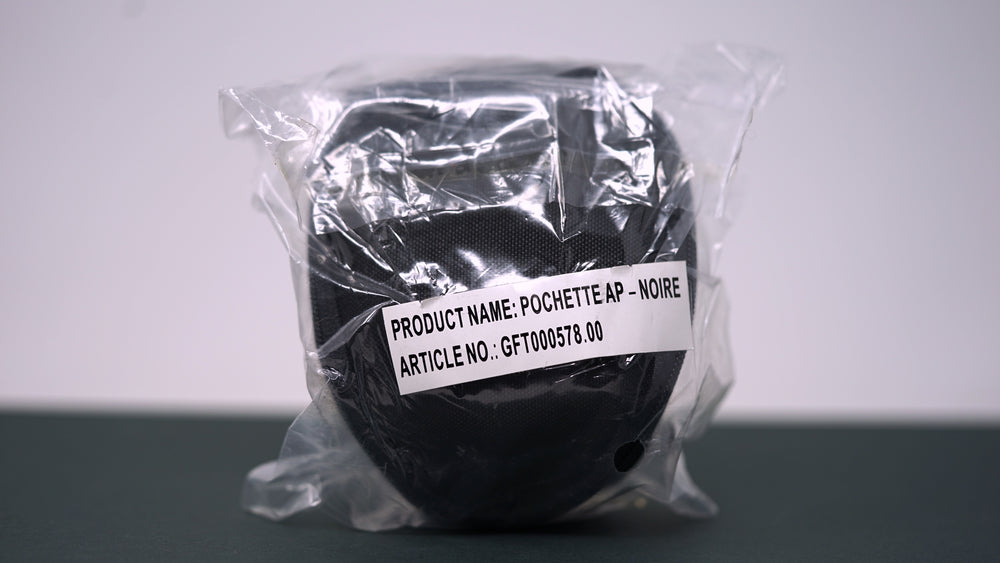 PRODUCT NAME: POCHETTE AP – NOIRE
ARTICLE NO.: GFT000578.00